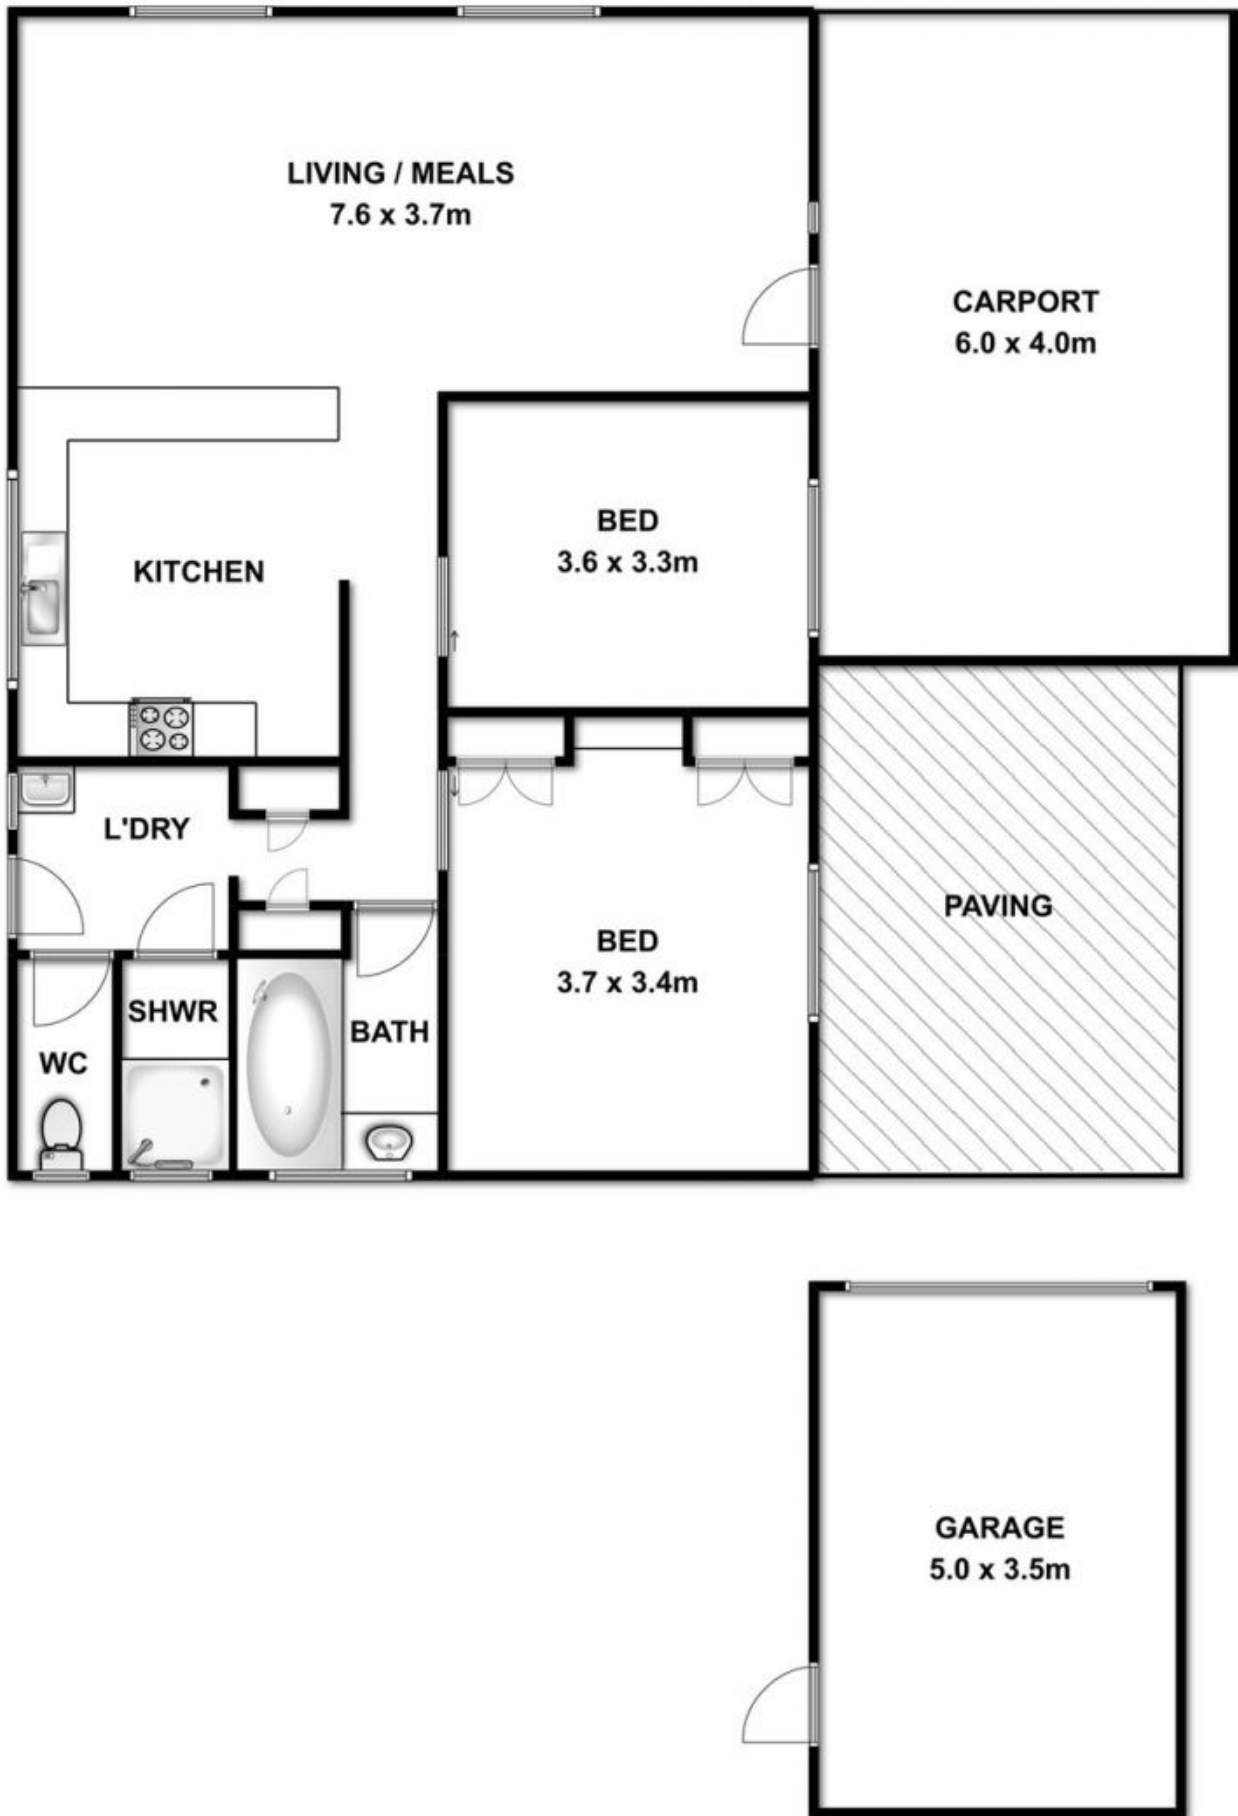 LIVING / MEALS
7.6 x 3.7m
CARPORT
6.0 x 4.0m
BED
3.6 x 3.3m
KITCHEN
L'DRY
PAVING
BED
3.7 x 3.4m
SHWR
BATH
WC
GARAGE
5.0 x 3.5m